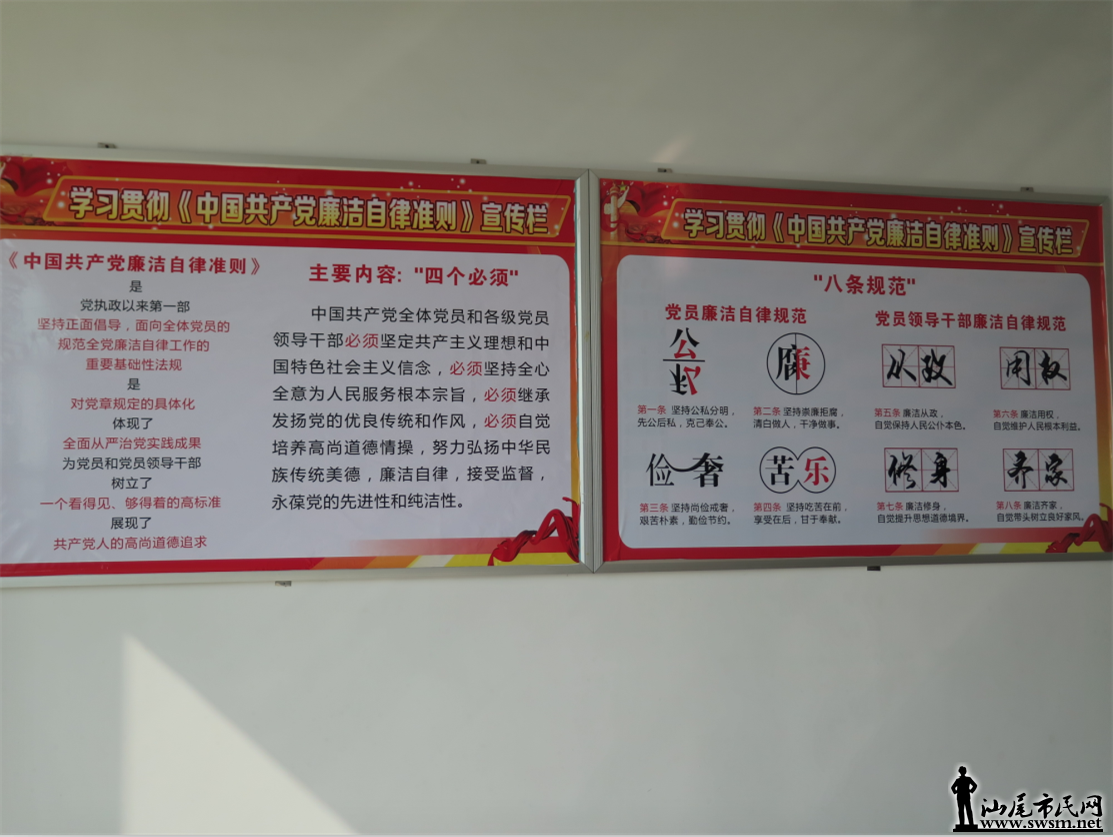 学习贯彻《中国共产党廉洁自律准则》宣传栏
《中国共产党廉洁自律准则》
是
党执政以来第一部
坚持正面倡导，面向全体党员的
规范全党廉洁自律工作的
重要基础性法规
是
对党章规定的具体化
体现了
全面从严治党实践成果
为党员和党员领导干部
树立了
一个看得见、够得着的高标准
展现了
共产党人的高尚道德追求
主要内容："四个必须"
中国共产党全体党员和各级党员
领导干部必须坚定共产主义理想和中
国特色社会主义信念，必须坚持全心
全意为人民服务根本宗旨，必须继承
发扬党的优良传统和作风，必须自觉
培养高尚道德情操，努力弘扬中华民
族传统美德，廉洁自律，接受监督，
永葆党的先进性和纯洁性。
学习贯彻《中国共产党廉洁自律准则》宣传栏
"八条规范"
党员廉洁自律规范
公
私
第一条 坚持公私分明，
先公后私，克己奉公。
廉
第二条 坚持崇廉拒腐，
清白做人，干净做事。
俭 奢
第三条 坚持尚俭戒奢，
艰苦朴素，勤俭节约。
苦乐
第四条 坚持吃苦在前，
享受在后，甘于奉献。
党员领导干部廉洁自律规范
从政
第五条 廉洁从政，
自觉保持人民公仆本色。
用权
第六条 廉洁用权，
自觉维护人民根本利益。
修身
第七条 廉洁修身，
自觉提升思想道德境界。
齐家
第八条 廉洁齐家，
自觉带头树立良好家风。
汕尾市民网
www.swsm.net